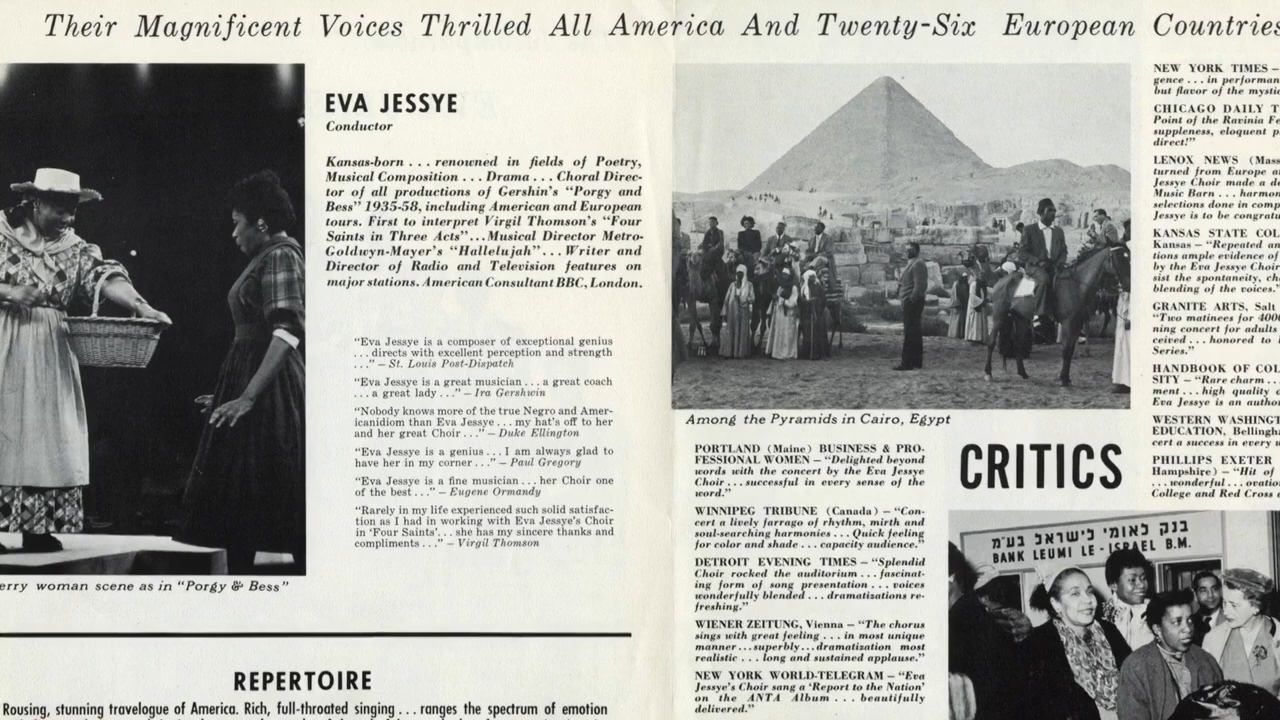 Their Magnificent Voices Thrilled All America And Twenty-Six European Countries
EVA JESSYE
Conductor
Kansas-born . . . renowned in fields of Poetry,
Musical Composition . . . Drama . . . Choral Direc-
tor of all productions of Gershin's “Porgy and
Bess” 1935-58, including American and European
tours. First to interpret Virgil Thomson's “Four
Saints in Three Acts”...Musical Director Metro-
Goldwyn-Mayer's “Hallelujah”... Writer and
Director of Radio and Television features on
major stations. American Consultant BBC, London.
“Eva Jessye is a composer of exceptional genius
. . . directs with excellent perception and strength
. . .” – St. Louis Post-Dispatch
“Eva Jessye is a great musician . . . a great coach
. . . a great lady . . .” – Ira Gershwin
“Nobody knows more of the true Negro and Amer-
icanidiom than Eva Jessye . . . my hat's off to her
and her great Choir . . .” – Duke Ellington
“Eva Jessye is a genius . . . I am always glad to
have her in my corner . . .” – Paul Gregory
“Eva Jessye is a fine musician . . . her Choir one
of the best . . .” – Eugene Ormandy
“Rarely in my life experienced such solid satisfac-
tion as I had in working with Eva Jessye's Choir
in ‘Four Saints’. . . she has my sincere thanks and
compliments . . .” – Virgil Thomson
erry woman scene as in “Porgy & Bess”
REPERTOIRE
Rousing, stunning travelogue of America. Rich, full-throated singing . . . ranges the spectrum of emotion
Among the Pyramids in Cairo, Egypt
PORTLAND (Maine) BUSINESS & PRO-
FESSIONAL WOMEN – “Delighted beyond
words with the concert by the Eva Jessye
Choir . . . successful in every sense of the
word.”
WINNIPEG TRIBUNE (Canada) – “Con-
cert a lively farrago of rhythm, mirth and
soul-searching harmonies . . . Quick feeling
for color and shade . . . capacity audience.”
DETROIT EVENING TIMES – “Splendid
Choir rocked the auditorium . . . fascinat-
ing form of song presentation . . . voices
wonderfully blended . . . dramatizations re-
freshing.”
WIENER ZEITUNG, Vienna – “The chorus
sings with great feeling . . . in most unique
manner...superbly...dramatization most
realistic . . . long and sustained applause.”
NEW YORK WORLD-TELEGRAM – “Eva
Jessye's Choir sang a ‘Report to the Nation’
on the ANTA Album . . . beautifully
delivered.”
CRITICS
בנק לאומי לישראל בע"מ
BANK LEUMI LE-ISRAEL B.M.
NEW YORK TIMES –
gence . . . in performan
but flavor of the mystic
CHICAGO DAILY T
Point of the Ravinia Fe
suppleness, eloquent p
direct!”
LENOX NEWS (Mass
turned from Europe a
Jessye Choir made a de
Music Barn . . . harmon
selections done in comp
Jessye is to be congratu
KANSAS STATE COL
Kansas – “Repeated an
tions ample evidence of
by the Eva Jessye Choir
sist the spontaneity, cha
blending of the voices.”
GRANITE ARTS, Salt
“Two matinees for 4000
ning concert for adults
ceived . . . honored to h
Series.”
HANDBOOK OF COL
SITY – “Rare charm . . .
ment . . . high quality o
Eva Jessye is an author
WESTERN WASHINGT
EDUCATION, Bellingha
cert a success in every w
PHILLIPS EXETER
Hampshire) – “Hit of
. . . wonderful . . . ovatio
College and Red Cross